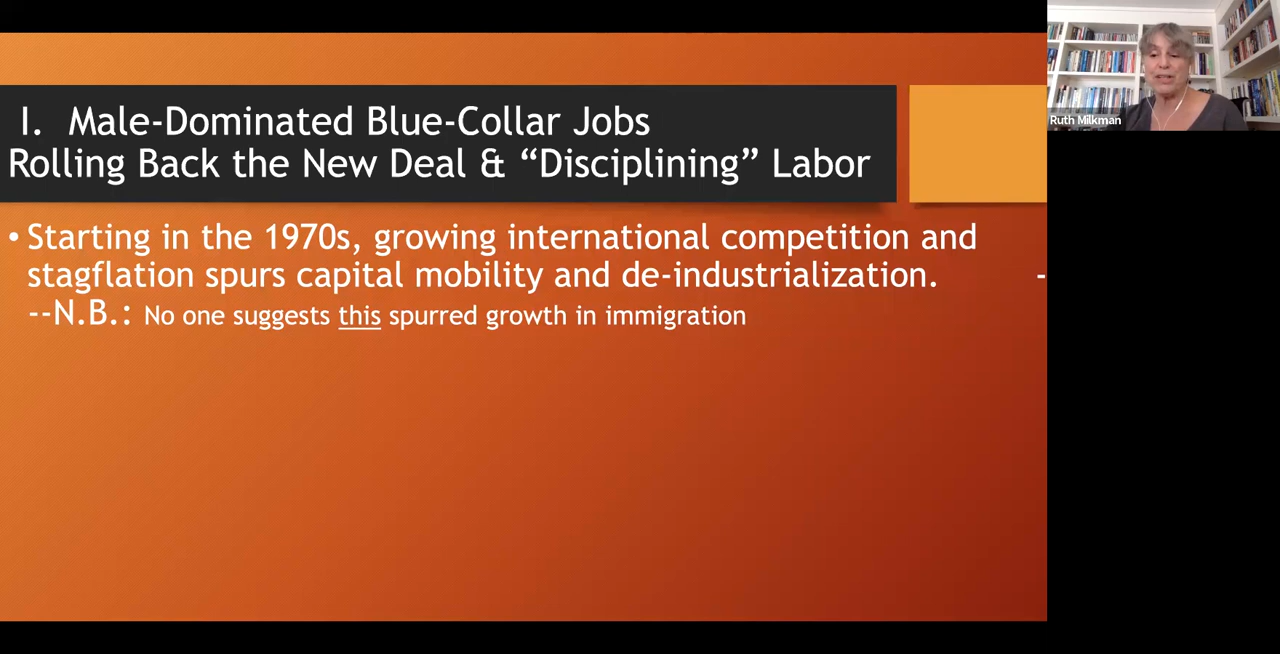 I. Male-Dominated Blue-Collar Jobs
Rolling Back the New Deal & “Disciplining” Labor
• Starting in the 1970s, growing international competition and
stagflation spurs capital mobility and de-industrialization. -
--N.B.: No one suggests this spurred growth in immigration
Ruth Milkman